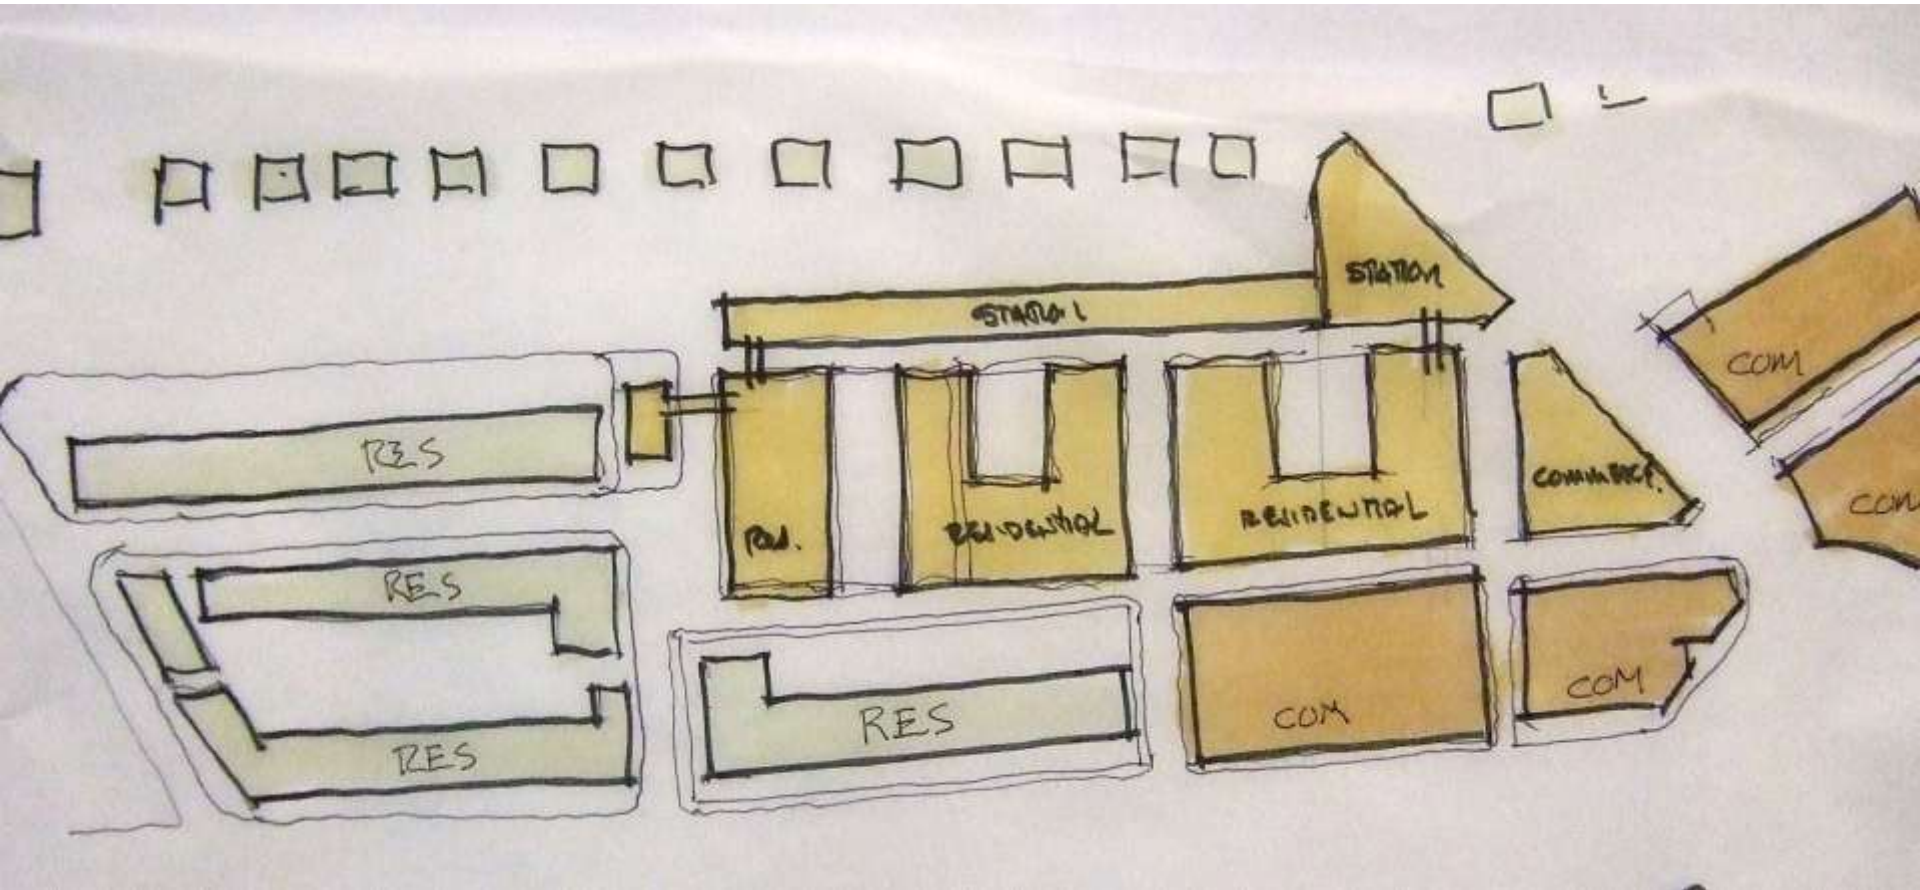 STATION
STATION
COM
RES
COMMERCE.
COM
RES.
RESIDENTIAL
RESIDENTIAL
RES
RES
RES
COM
COM